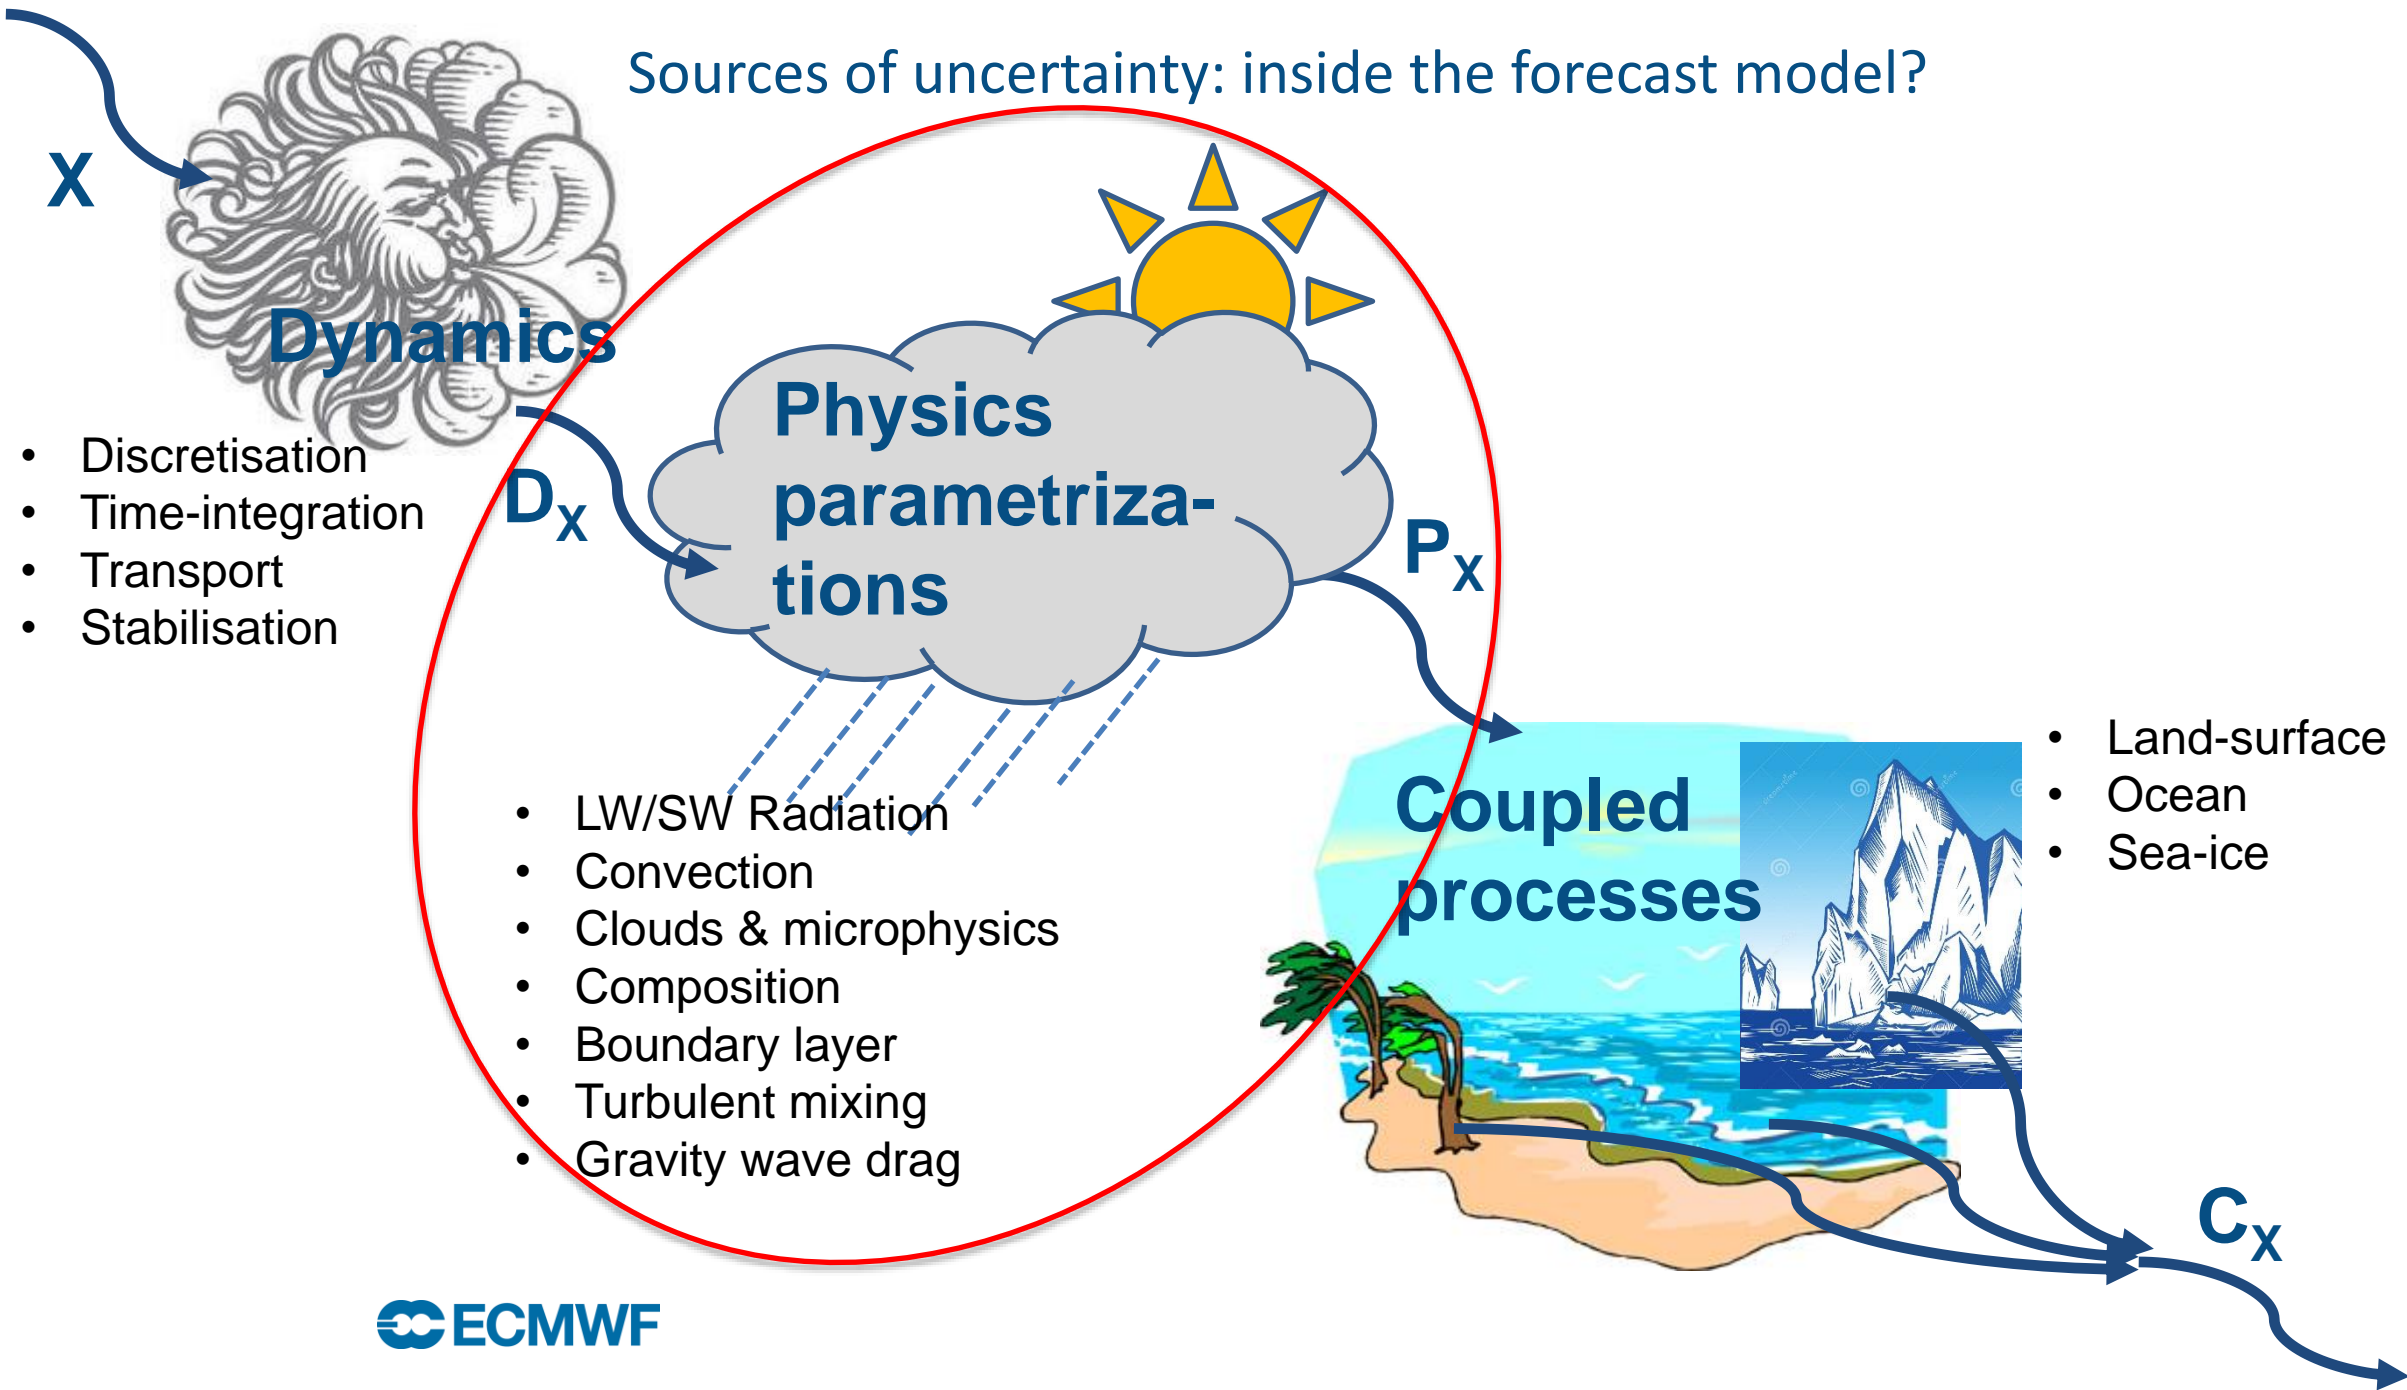 Sources of uncertainty: inside the forecast model?
X
Dynamics
• Discretisation
• Time-integration
• Transport
• Stabilisation
DX
Physics
parametriza-
tions
PX
• LW/SW Radiation
• Convection
• Clouds & microphysics
• Composition
• Boundary layer
• Turbulent mixing
• Gravity wave drag
Coupled
processes
• Land-surface
• Ocean
• Sea-ice
CX
ECMWF